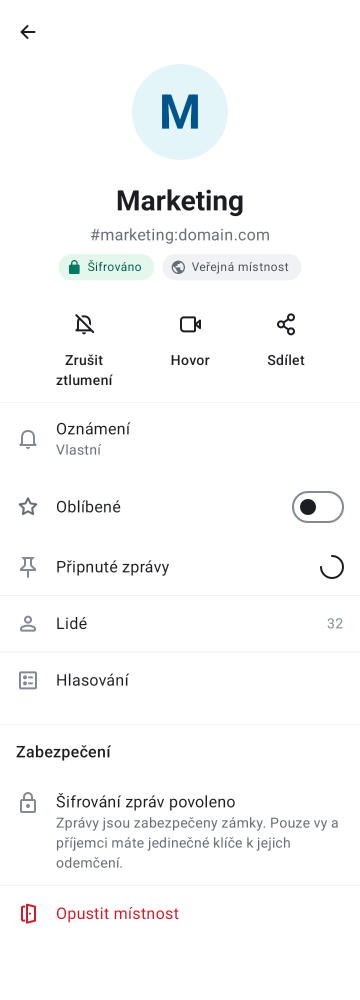 M
Marketing
#marketing:domain.com
Šifrováno
Veřejná místnost
Zrušit
ztlumení
Hovor
Sdílet
Oznámení
Vlastní
Oblíbené
Připnuté zprávy
Lidé
32
Hlasování
Zabezpečení
Šifrování zpráv povoleno
Zprávy jsou zabezpečeny zámky. Pouze vy a
příjemci máte jedinečné klíče k jejich
odemčení.
Opustit místnost